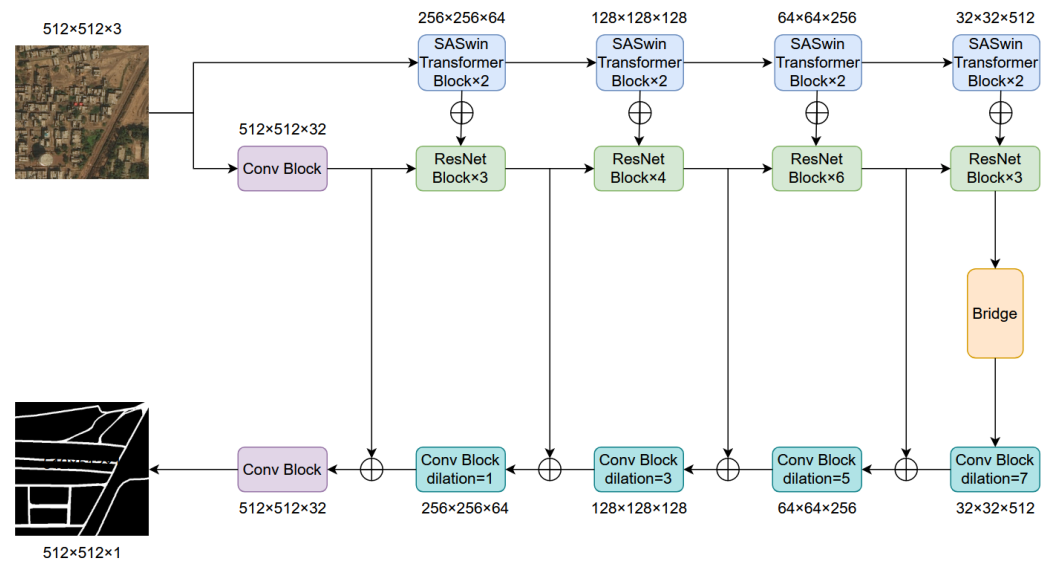 512×512×3
256×256×64
128×128×128
64×64×256
32×32×512
SASwin
Transformer
Block×2
SASwin
Transformer
Block×2
SASwin
Transformer
Block×2
SASwin
Transformer
Block×2
512×512×32
Conv Block
ResNet
Block×3
ResNet
Block×4
ResNet
Block×6
ResNet
Block×3
Bridge
Conv Block
Conv Block
dilation=1
Conv Block
dilation=3
Conv Block
dilation=5
Conv Block
dilation=7
512×512×32
256×256×64
128×128×128
64×64×256
32×32×512
512×512×1